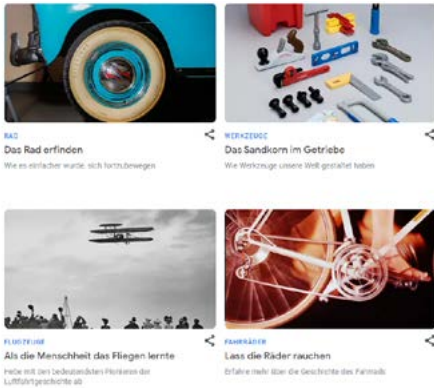 RAD
Das Rad erfinden
Wie es einfacher wurde, sich fortzubewegen
WERKZEUGE
Das Sandkorn im Getriebe
Wie Werkzeuge unsere Welt gestaltet haben
FLUGZEUGE
Als die Menschheit das Fliegen lernte
Hebe mit den bedeutendsten Pionieren der
Luftfahrtgeschichte ab
FAHRRÄDER
Lass die Räder rauchen
Erfahre mehr über die Geschichte des Fahrrads